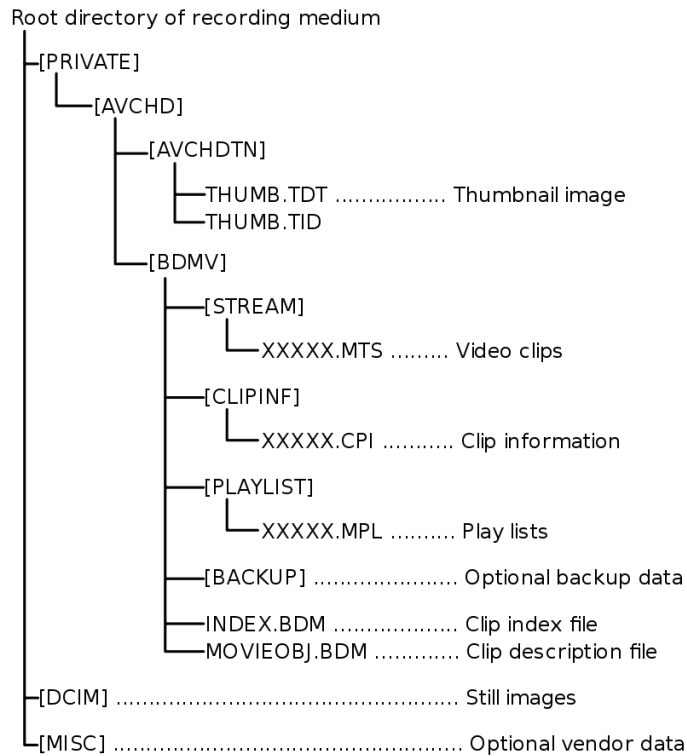 Root directory of recording medium
[PRIVATE]
[AVCHD]
[AVCHDTN]
THUMB.TDT ................. Thumbnail image
THUMB.TID
[BDMV]
[STREAM]
XXXXX.MTS ......... Video clips
[CLIPINF]
XXXXX.CPI ........... Clip information
[PLAYLIST]
XXXXX.MPL .......... Play lists
[BACKUP] ...................... Optional backup data
INDEX.BDM ................... Clip index file
MOVIEOBJ.BDM ............. Clip description file
[DCIM] ................................................... Still images
[MISC] .................................................... Optional vendor data